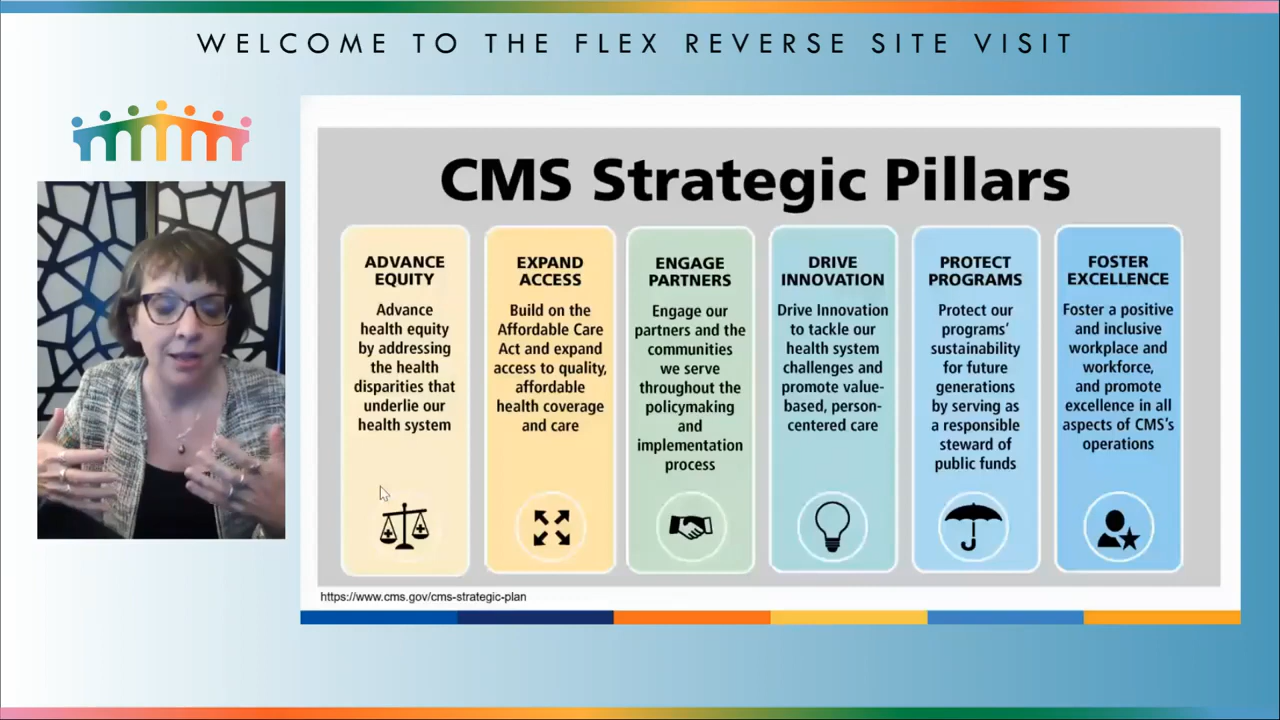 WELCOME TO THE FLEX REVERSE SITE VISIT
CMS Strategic Pillars
ADVANCE
EQUITY
Advance
health equity
by addressing
the health
disparities that
underlie our
health system
EXPAND
ACCESS
Build on the
Affordable Care
Act and expand
access to quality,
affordable
health coverage
and care
ENGAGE
PARTNERS
Engage our
partners and the
communities
we serve
throughout the
policymaking
and
implementation
process
DRIVE
INNOVATION
Drive Innovation
to tackle our
health system
challenges and
promote value-
based, person-
centered care
PROTECT
PROGRAMS
Protect our
programs'
sustainability
for future
generations
by serving as
a responsible
steward of
public funds
FOSTER
EXCELLENCE
Foster a positive
and inclusive
workplace and
workforce,
and promote
excellence in all
aspects of CMS's
operations
https://www.cms.gov/cms-strategic-plan